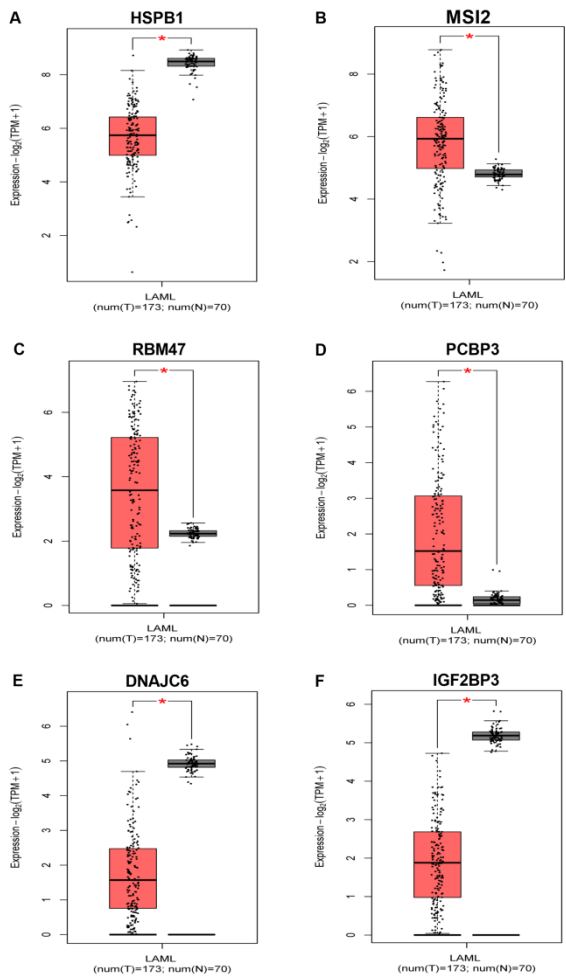 A
HSPB1
*
Expression – log2(TPM+1)
8
6
4
2
LAML
(num(T)=173; num(N)=70)
B
MSI2
*
Expression – log2(TPM+1)
8
6
4
2
LAML
(num(T)=173; num(N)=70)
C
RBM47
*
Expression – log2(TPM+1)
6
4
2
0
LAML
(num(T)=173; num(N)=70)
D
PCBP3
*
Expression – log2(TPM+1)
6
5
4
3
2
1
0
LAML
(num(T)=173; num(N)=70)
E
DNAJC6
*
Expression – log2(TPM+1)
6
5
4
3
2
1
0
LAML
(num(T)=173; num(N)=70)
F
IGF2BP3
*
Expression – log2(TPM+1)
6
5
4
3
2
1
0
LAML
(num(T)=173; num(N)=70)